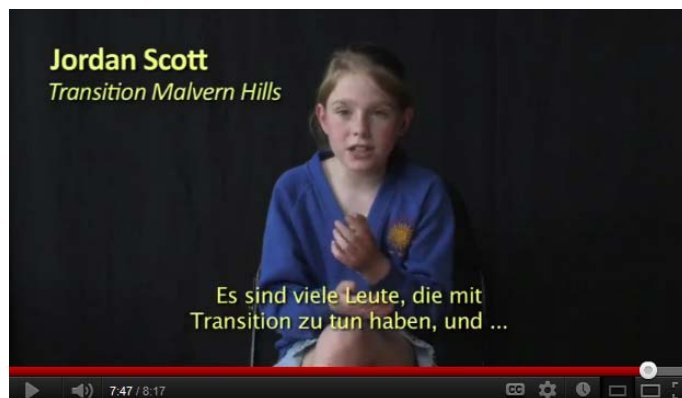 Jordan Scott
Transition Malvern Hills
Es sind viele Leute, die mit
Transition zu tun haben, und ...
7:47 / 8:17
CC